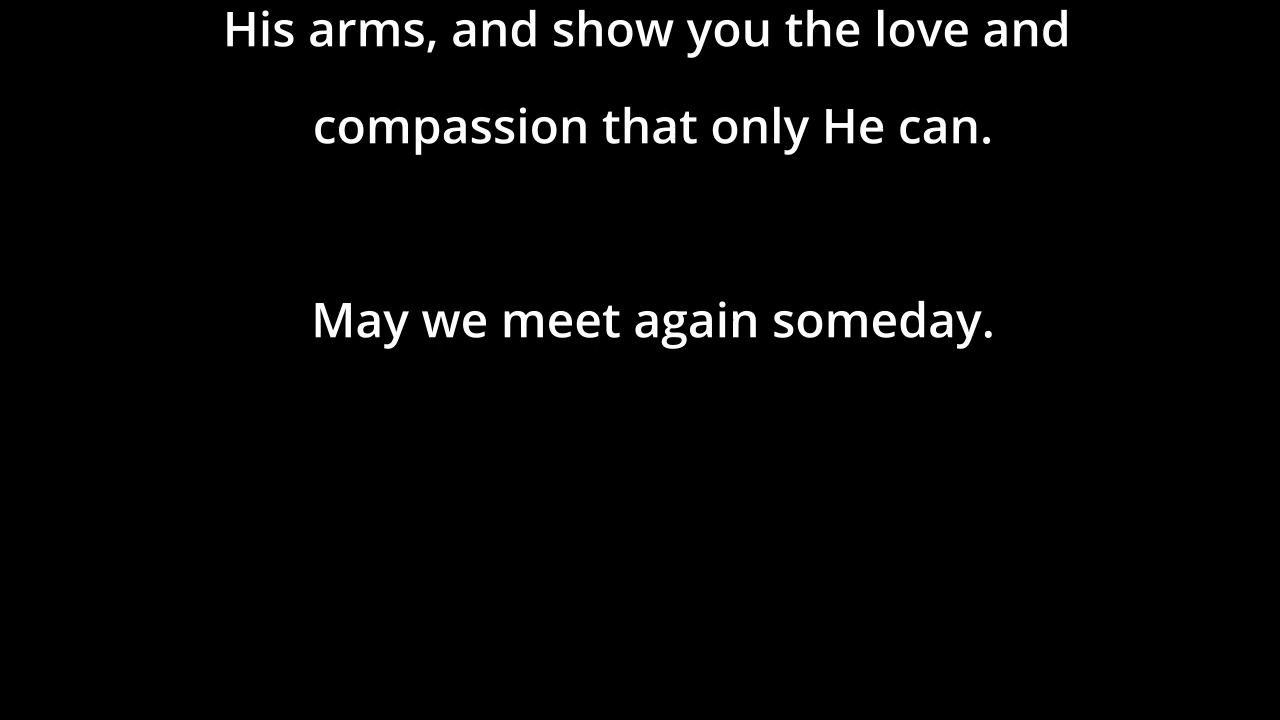 His arms, and show you the love and
compassion that only He can.
May we meet again someday.